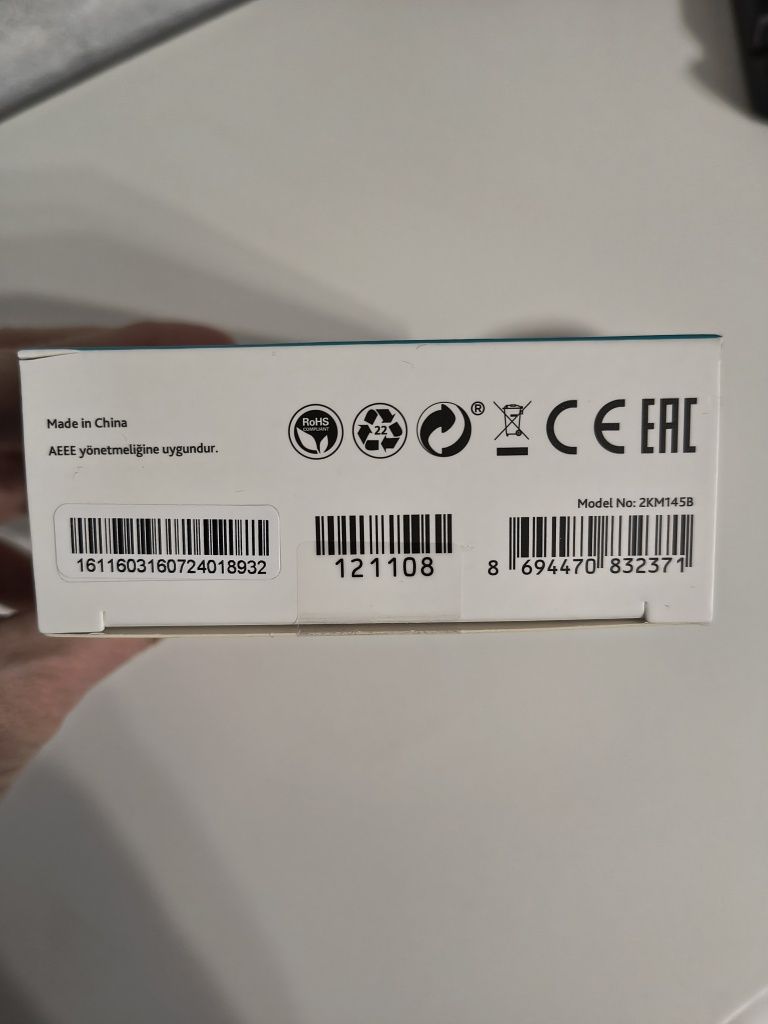 Made in China
AEEE yönetmeliğine uygundur.
RoHS
COMPLIANT
22
®
CE
EAC
Model No: 2KM145B
1611603160724018932
121108
8 694470 832371